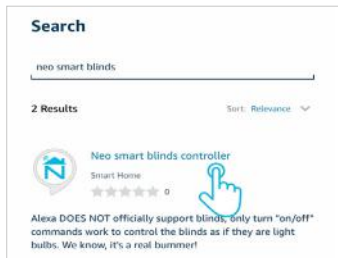 Search
neo smart blinds
2 Results
Sort: Relevance
N
Neo smart blinds controller
Smart Home
0
Alexa DOES NOT officially support blinds, only turn "on/off"
commands work to control the blinds as if they are light
bulbs. We know, it's a real bummer!